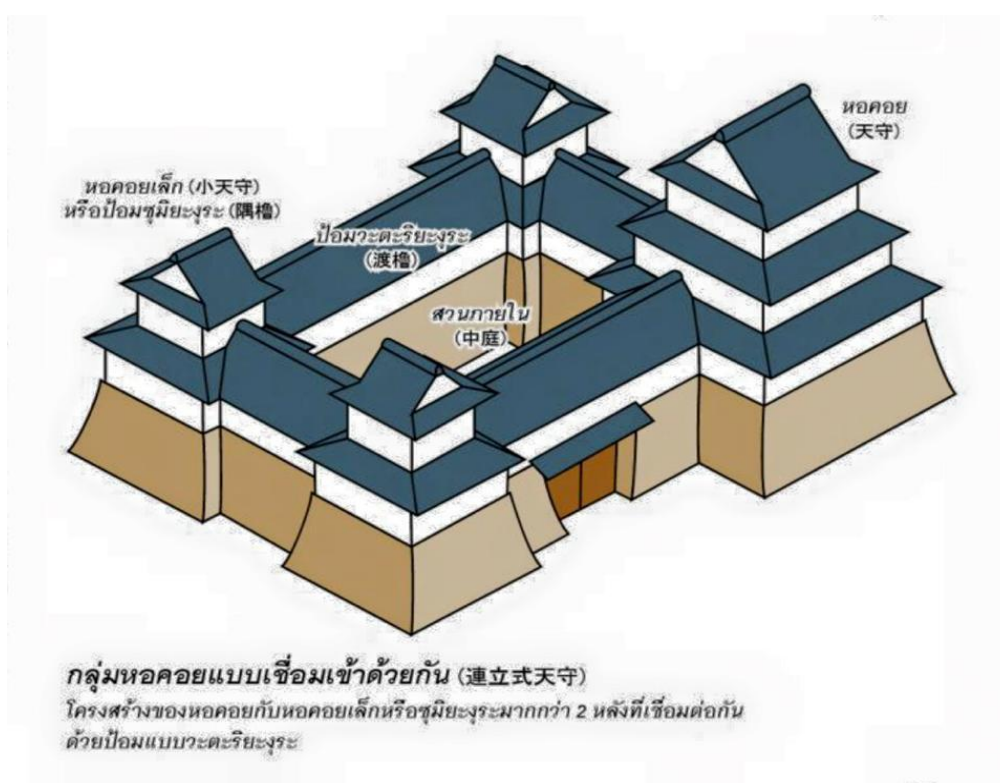 หอคอย
(天守)
หอคอยเล็ก (小天守)
หรือป้อมซุมิยะงุระ (隅櫓)
ป้อมวะตะริยะงุระ
(渡櫓)
สวนภายใน
(中庭)
กลุ่มหอคอยแบบเชื่อมเข้าด้วยกัน (連立式天守)
โครงสร้างของหอคอยกับหอคอยเล็กหรือซุมิยะงุระมากกว่า 2 หลังที่เชื่อมต่อกัน
ด้วยป้อมแบบวะตะริยะงุระ